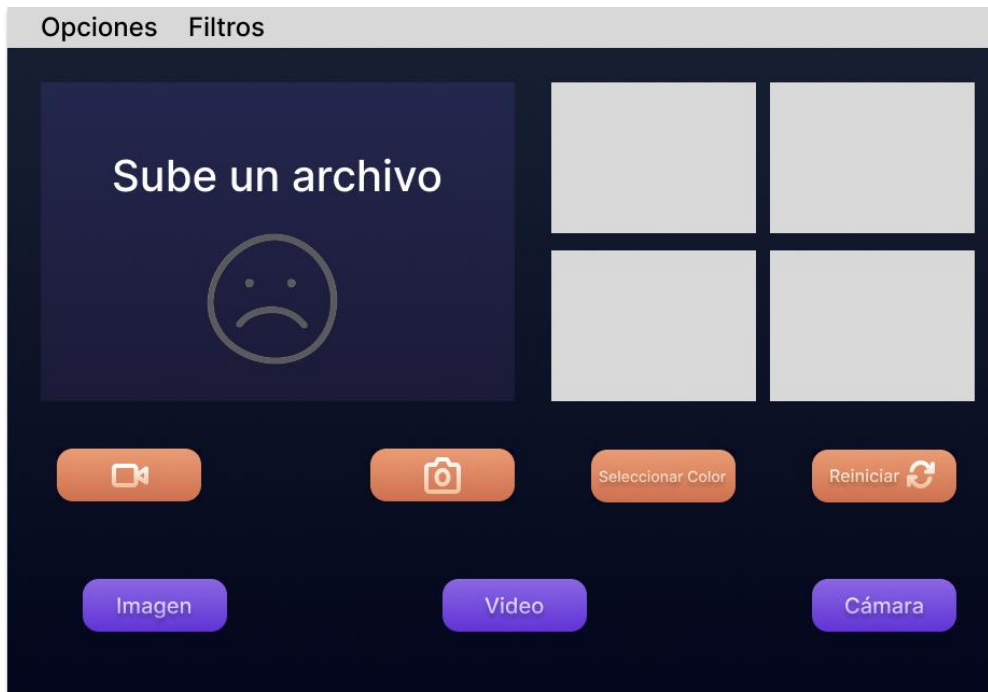 Opciones Filtros
Sube un archivo
Seleccionar Color
Reiniciar
Imagen
Video
Cámara